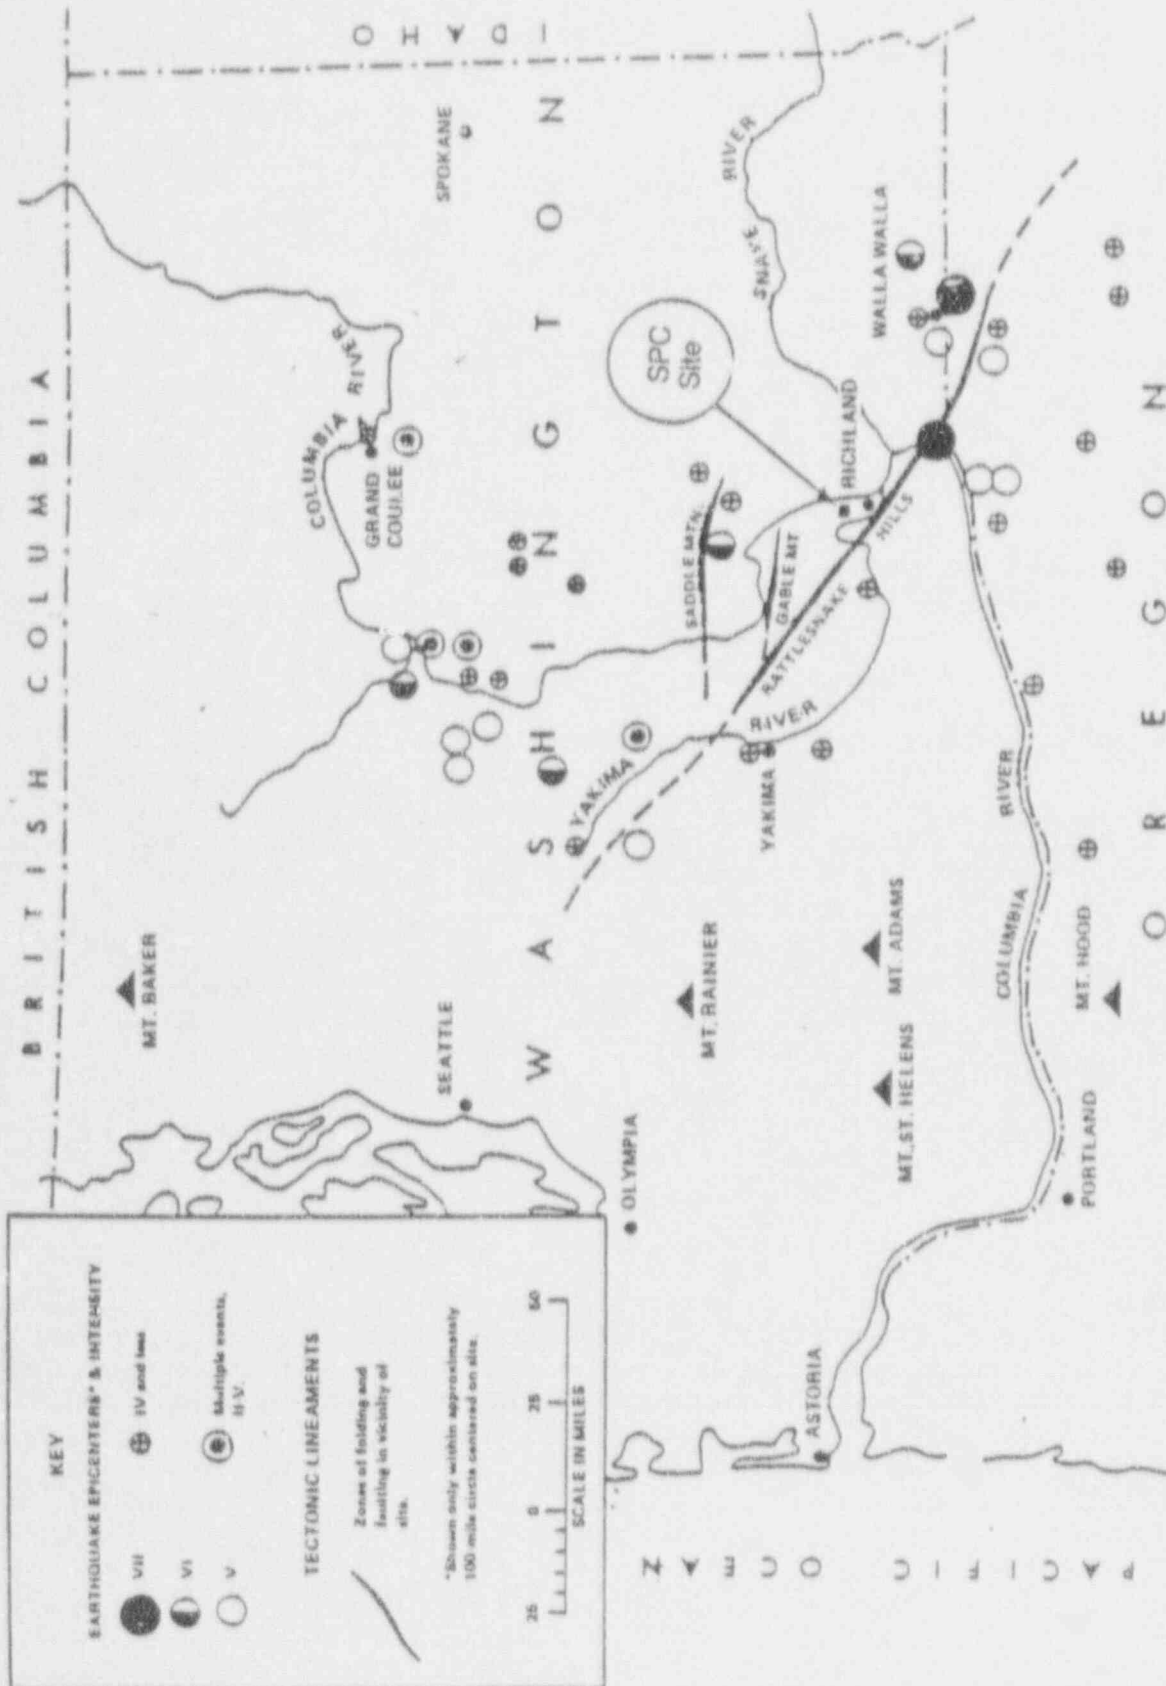 BRITISH COLUMBIA
IDAHO
WASHINGTON
OREGON
PACIFIC
OCEAN
MT. BAKER
SEATTLE
OLYMPIA
MT. RAINIER
MT. ST. HELENS
MT. ADAMS
MT. HOOD
PORTLAND
ASTORIA
COLUMBIA
RIVER
COLUMBIA RIVER
GRAND
COULEE
SPOKANE
SNAKE
RIVER
WALLA WALLA
RICHLAND
SPC
Site
SADDLE MTN.
GABLE MT
RATTLESNAKE
HILLS
YAKIMA
RIVER
YAKIMA
KEY
EARTHQUAKE EPICENTERS* & INTENSITY
VII
IV and less
VI
Multiple events,
II-V.
V
TECTONIC LINEAMENTS
Zones of folding and
faulting in vicinity of
site.
*Shown only within approximately
100-mile circle centered on site.
25 0 25 50
SCALE IN MILES